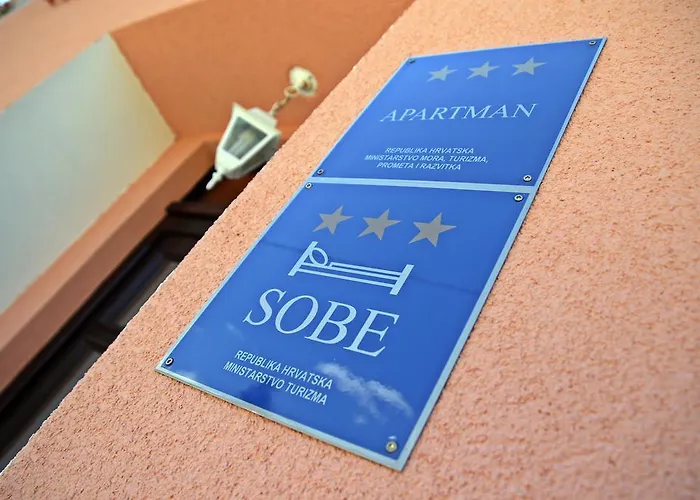 APARTMAN
REPUBLIKA HRVATSKA
MINISTARSTVO MORA, TURIZMA,
PROMETA I RAZVITKA
SOBE
REPUBLIKA HRVATSKA
MINISTARSTVO TURIZMA